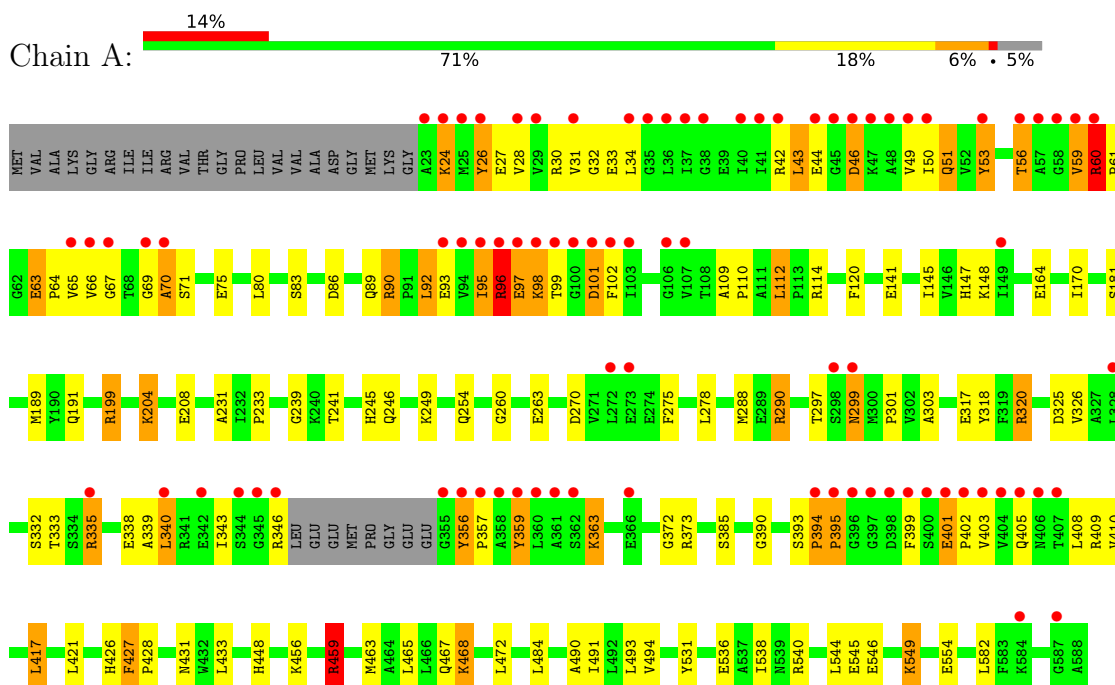 14%
Chain A: 71% 18% 6% • 5%
MET VAL ALA LYS GLY ARG ILE ILE ARG VAL THR GLY PRO LEU VAL VAL ALA ASP GLY MET LYS GLY A23 K24 M25 Y26 E27 V28 V29 R30 V31 G32 E33 L34 G35 L36 I37 G38 E39 I40 I41 R42 L43 E44 G45 D46 K47 A48 V49 I50 Q51 V52 Y53 T56 A57 G58 V59 R60 P61
G62 E63 P64 V65 V66 G67 T68 G69 A70 S71 E75 L80 S83 D86 Q89 R90 P91 L92 E93 V94 I95 R96 E97 K98 T99 G100 D101 F102 I103 G106 V107 T108 A109 P110 A111 L112 P113 R114 F120 E141 I145 V146 H147 K148 I149 E164 I170 S181
M189 Y190 Q191 R199 K204 E208 A231 I232 P233 G239 K240 T241 H245 Q246 K249 Q254 G260 E263 D270 V271 L272 E273 E274 F275 L278 M288 E289 R290 T297 S298 N299 M300 P301 V302 A303 E317 Y318 F319 R320 D325 V326 A327 L328
S332 T333 S334 R335 E338 A339 L340 R341 E342 I343 S344 G345 R346 LEU GLU GLU MET PRO GLY GLU GLU G355 Y356 P357 A358 Y359 L360 A361 S362 K363 E366 G372 R373 S385 G390 S393 P394 P395 G396 G397 D398 F399 S400 E401 P402 V403 V404 Q405 N406 T407 L408 R409 V410
L417 L421 H426 F427 P428 N431 W432 L433 H448 K456 R459 M463 A464 L465 L466 Q467 K468 L472 L484 A490 I491 L492 L493 V494 Y531 E536 A537 I538 N539 R540 L544 E545 E546 K549 E554 L582 F583 K584 G587 A588